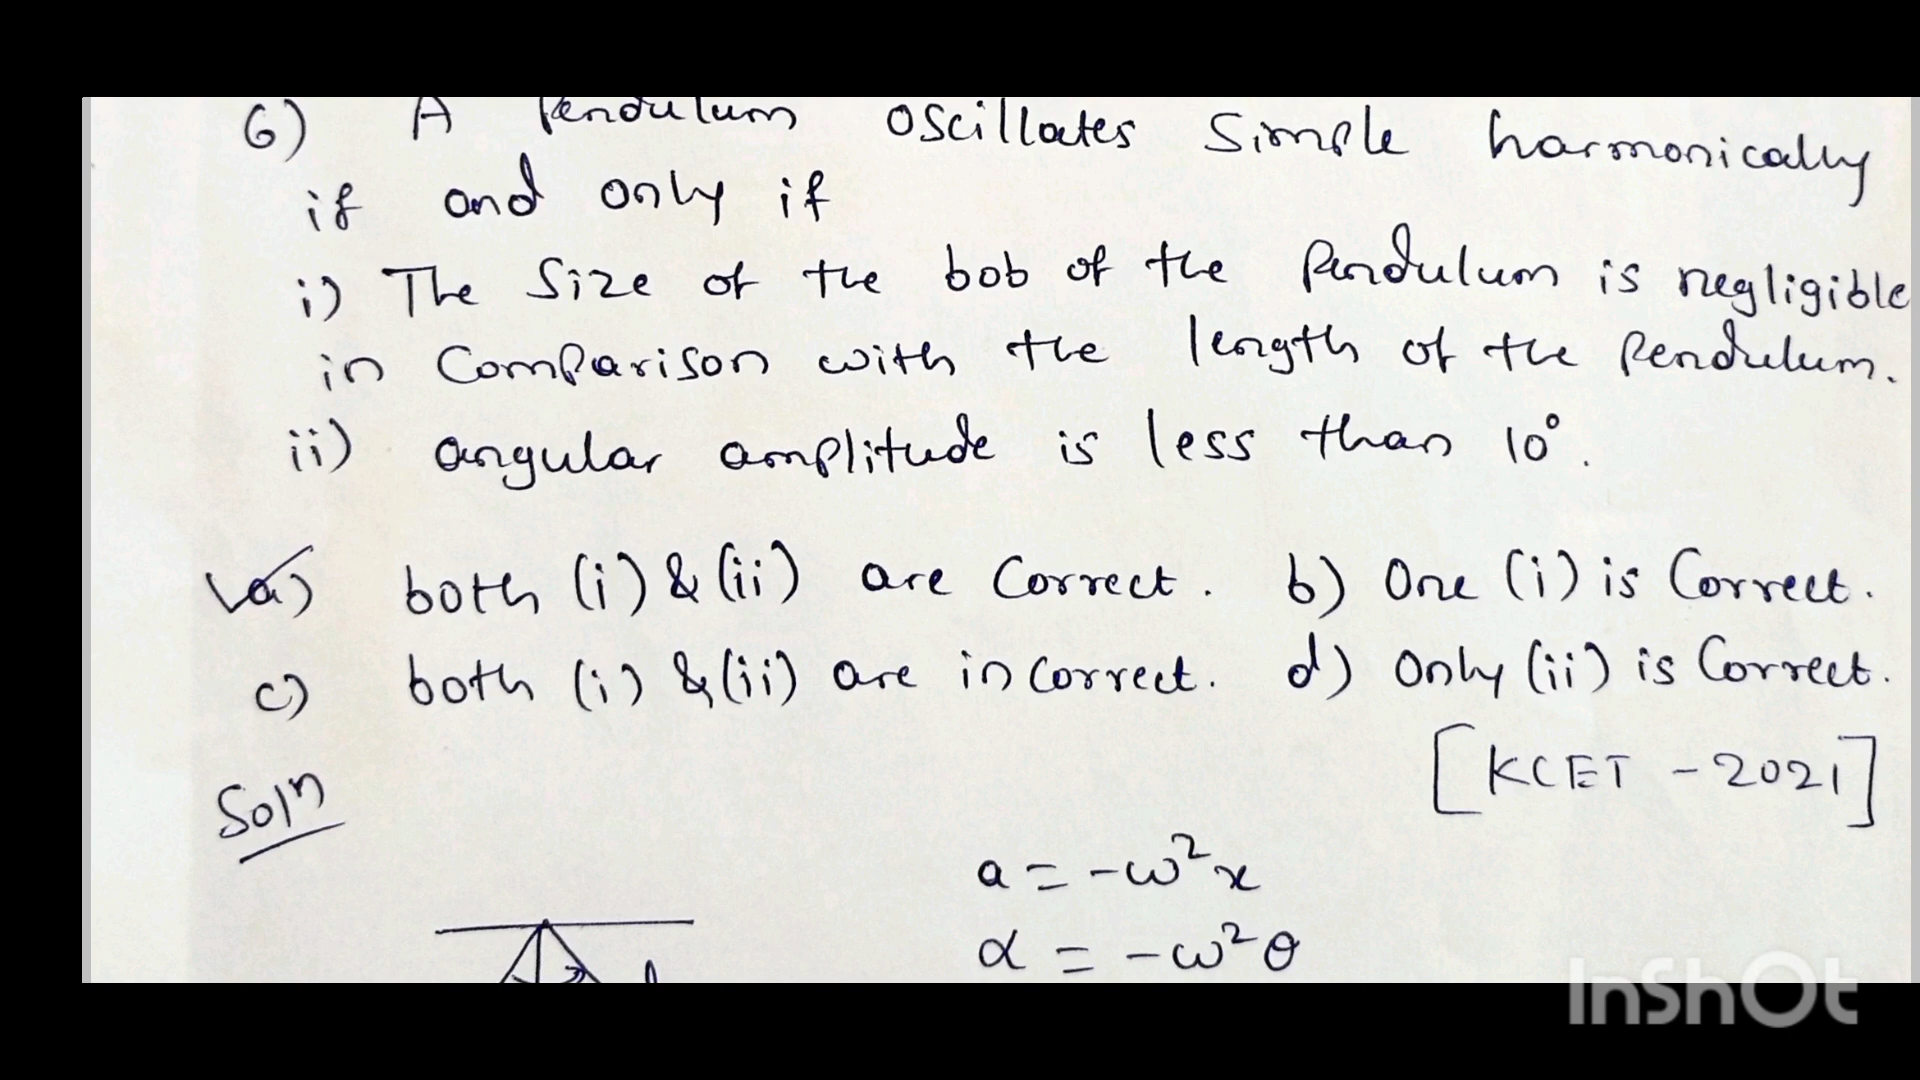 6) A Pendulum oscillates Simple harmonically
if and only if
i) The Size of the bob of the Pendulum is negligible
in Comparison with the length of the Pendulum.
ii) angular amplitude is less than 10°.
a) both (i) & (ii) are Correct. b) One (i) is Correct.
c) both (i) & (ii) are incorrect. d) Only (ii) is Correct.
[KCET - 2021]
Soln
a = -ω²x
α = -ω²θ
l
InShOt